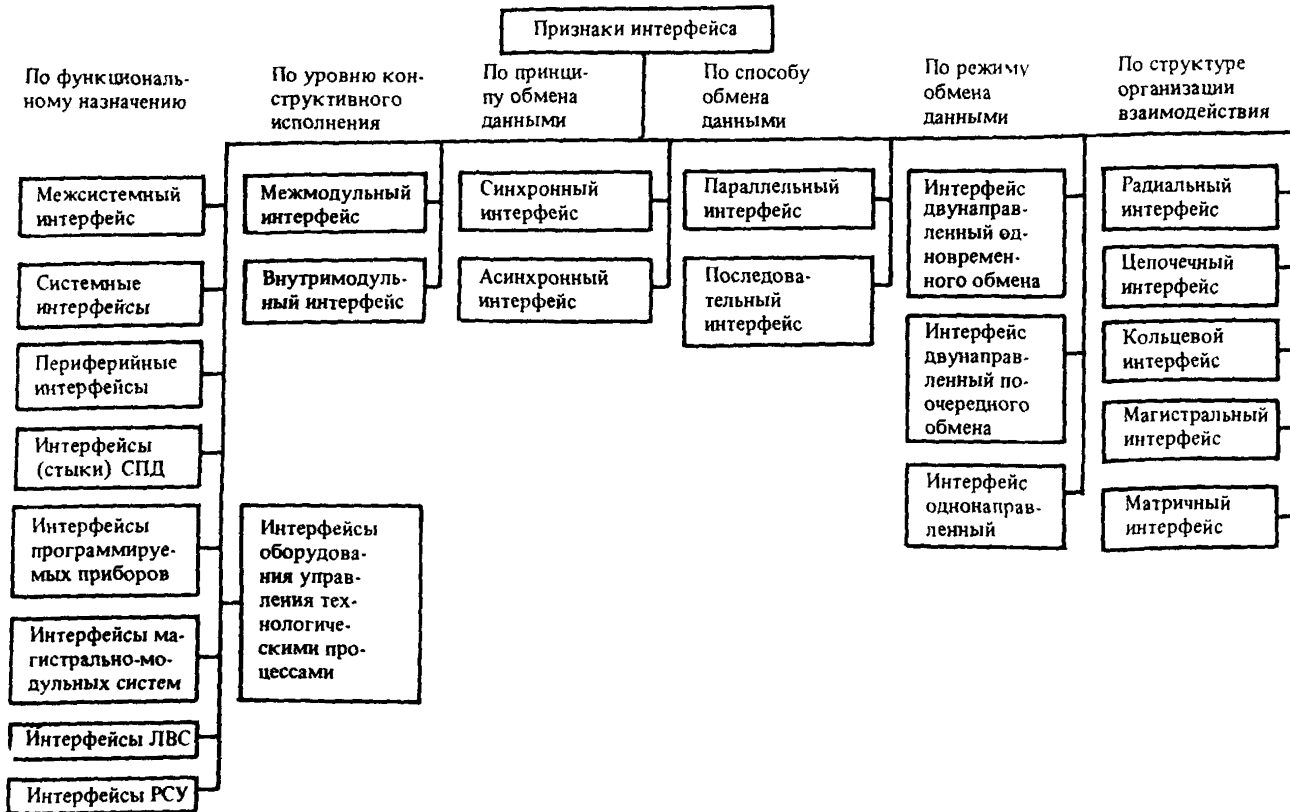 Признаки интерфейса
По функциональ-
ному назначению
По уровню кон-
структивного
исполнения
По принци-
пу обмена
данными
По способу
обмена
данными
По режиму
обмена
данными
По структуре
организации
взаимодействия
Межсистемный
интерфейс
Системные
интерфейсы
Периферийные
интерфейсы
Интерфейсы
(стыки) СПД
Интерфейсы
программируе-
мых приборов
Интерфейсы ма-
гистрально-мо-
дульных систем
Интерфейсы ЛВС
Интерфейсы РСУ
Межмодульный
интерфейс
Внутримодуль-
ный интерфейс
Интерфейсы
оборудова-
ния управ-
ления тех-
нологиче-
скими про-
цессами
Синхронный
интерфейс
Асинхронный
интерфейс
Параллельный
интерфейс
Последова-
тельный
интерфейс
Интерфейс
двунаправ-
ленный од-
новремен-
ного обмена
Интерфейс
двунаправ-
ленный по-
очередного
обмена
Интерфейс
однонаправ-
ленный
Радиальный
интерфейс
Цепочечный
интерфейс
Кольцевой
интерфейс
Магистральный
интерфейс
Матричный
интерфейс